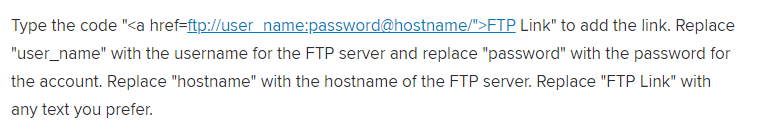 Type the code "<a href=ftp://user_name:password@hostname/">FTP Link" to add the link. Replace
"user_name" with the username for the FTP server and replace "password" with the password for
the account. Replace "hostname" with the hostname of the FTP server. Replace "FTP Link" with
any text you prefer.